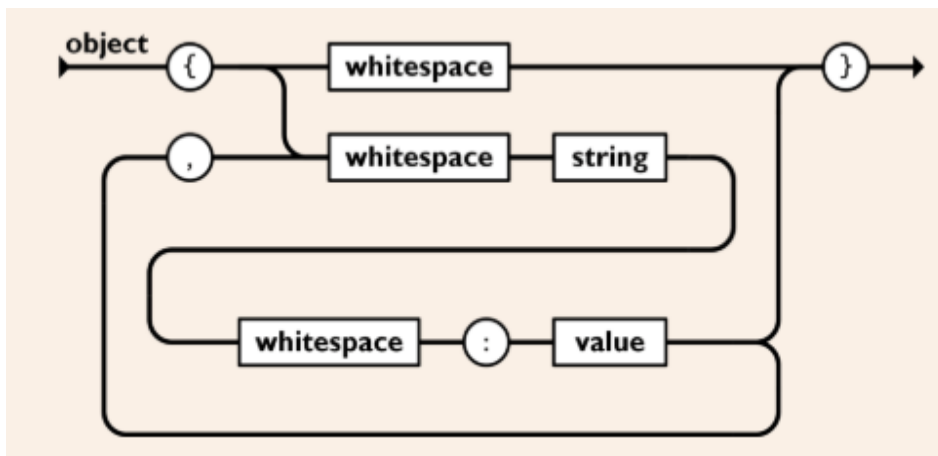 object
{ whitespace }
, whitespace string
whitespace : value